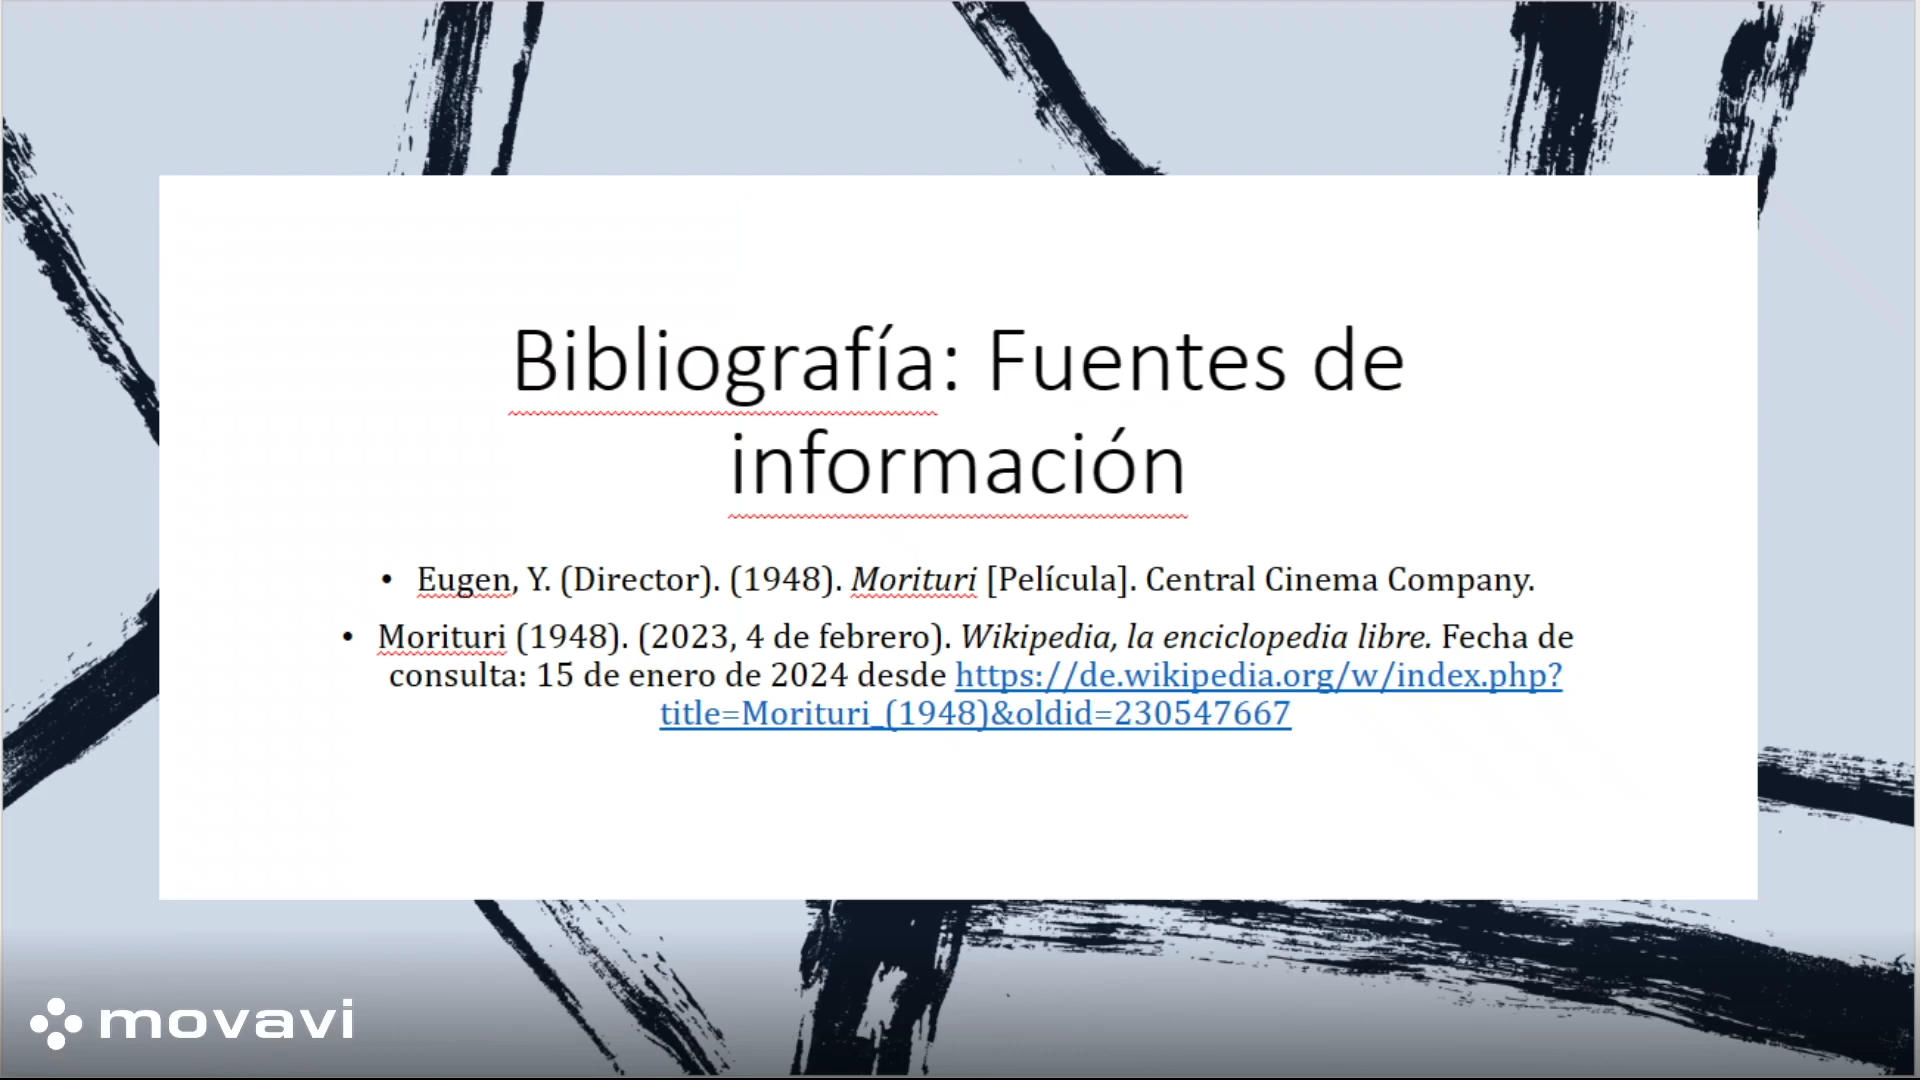 Bibliografía: Fuentes de
información
• Eugen, Y. (Director). (1948). Morituri [Película]. Central Cinema Company.
• Morituri (1948). (2023, 4 de febrero). Wikipedia, la enciclopedia libre. Fecha de
consulta: 15 de enero de 2024 desde https://de.wikipedia.org/w/index.php?
title=Morituri_(1948)&oldid=230547667
movavi